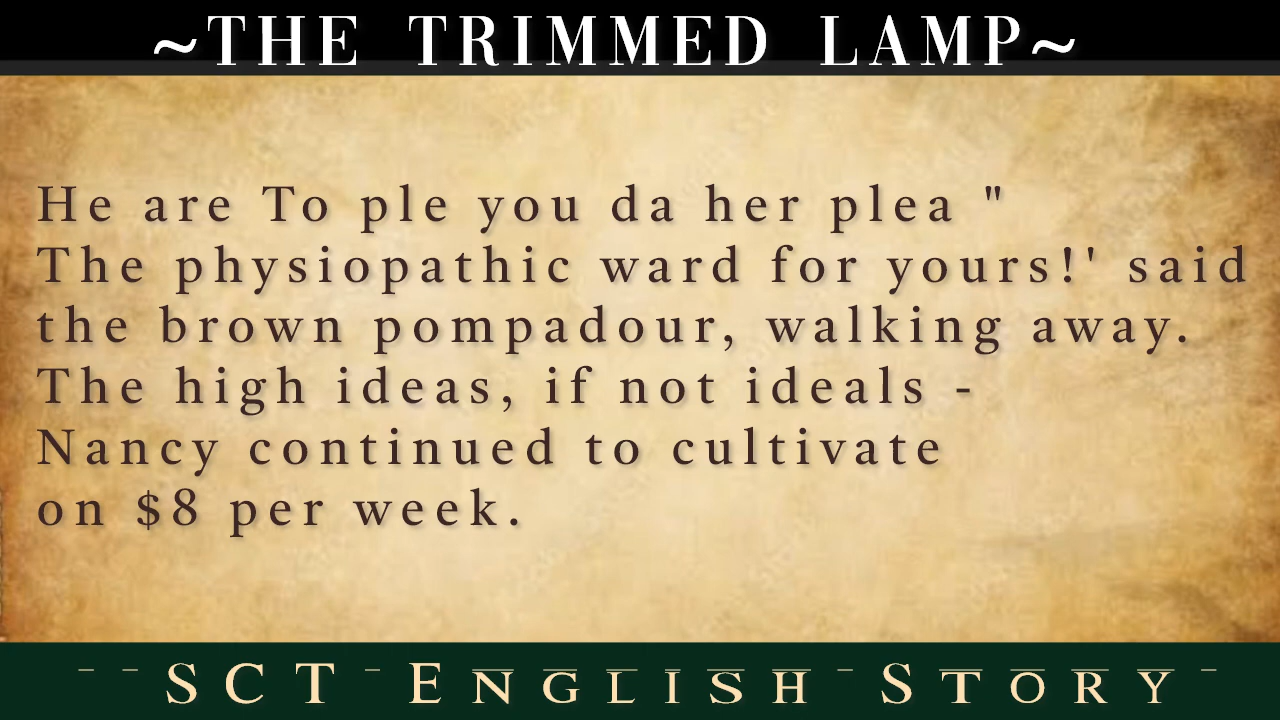 ~THE TRIMMED LAMP~
He are To ple you da her plea "
The physiopathic ward for yours!' said
the brown pompadour, walking away.
The high ideas, if not ideals -
Nancy continued to cultivate
on $8 per week.
SCT English Story